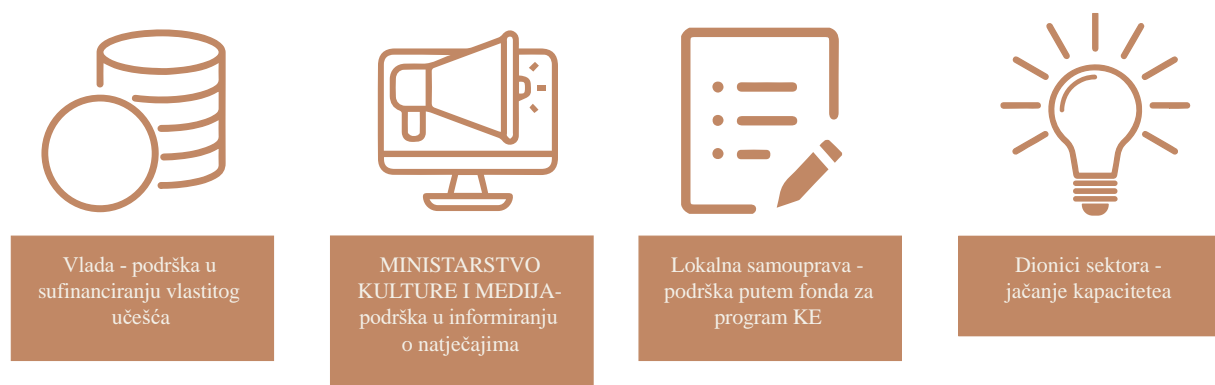 Vlada - podrška u
sufinanciranju vlastitog
učešća
MINISTARSTVO
KULTURE I MEDIJA-
podrška u informiranju
o natječajima
Lokalna samouprava -
podrška putem fonda za
program KE
Dionici sektora -
jačanje kapacitetea